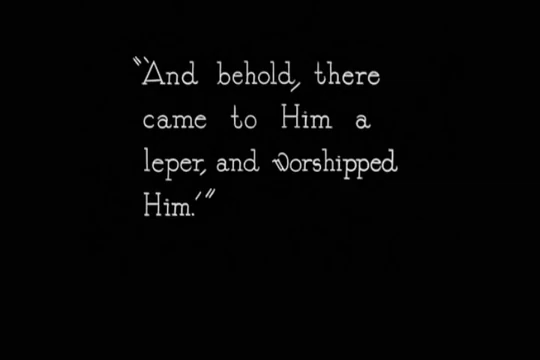 "'And behold, there
came to Him a
leper, and worshipped
Him.'"